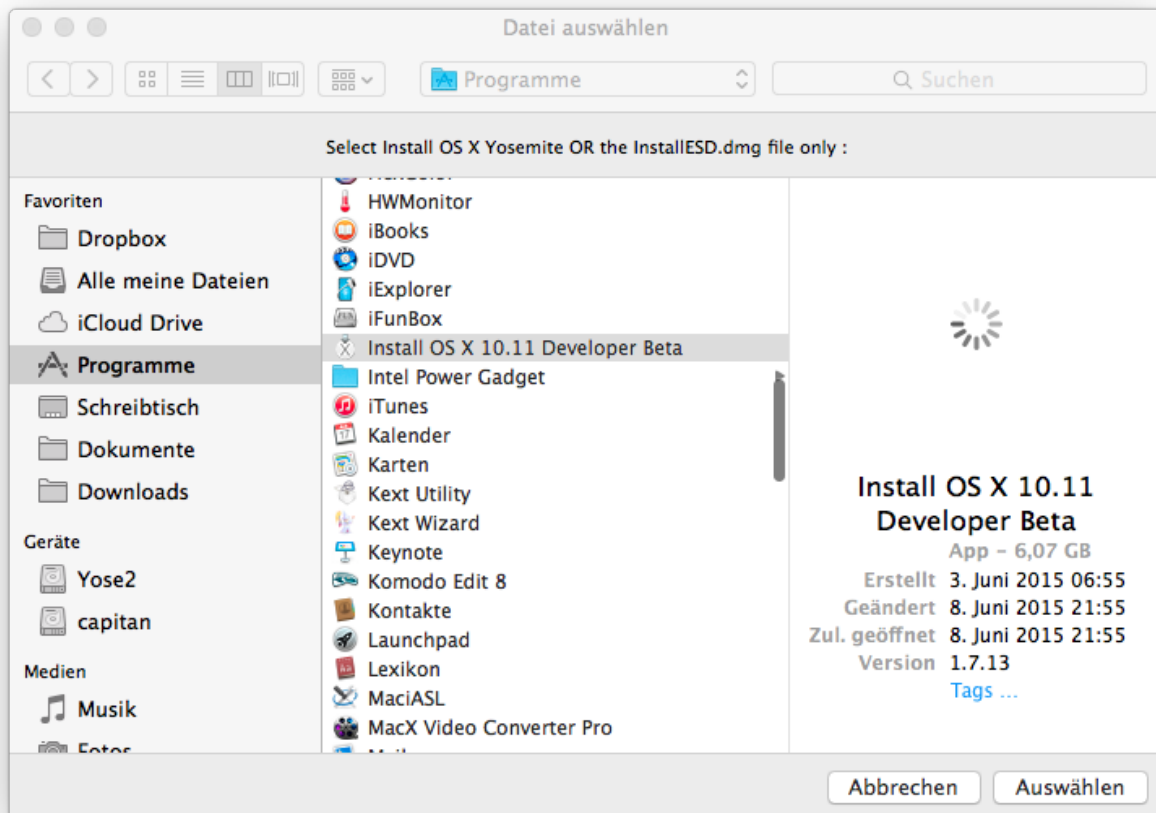 Datei auswählen
Programme
Suchen
Select Install OS X Yosemite OR the InstallESD.dmg file only :
Favoriten
Dropbox
Alle meine Dateien
iCloud Drive
Programme
Schreibtisch
Dokumente
Downloads
Geräte
Yose2
capitan
Medien
Musik
Fotos
HWMonitor
iBooks
iDVD
iExplorer
iFunBox
Install OS X 10.11 Developer Beta
Intel Power Gadget
iTunes
Kalender
Karten
Kext Utility
Kext Wizard
Keynote
Komodo Edit 8
Kontakte
Launchpad
Lexikon
MaciASL
MacX Video Converter Pro
Install OS X 10.11
Developer Beta
App – 6,07 GB
Erstellt 3. Juni 2015 06:55
Geändert 8. Juni 2015 21:55
Zul. geöffnet 8. Juni 2015 21:55
Version 1.7.13
Tags ...
Abbrechen
Auswählen